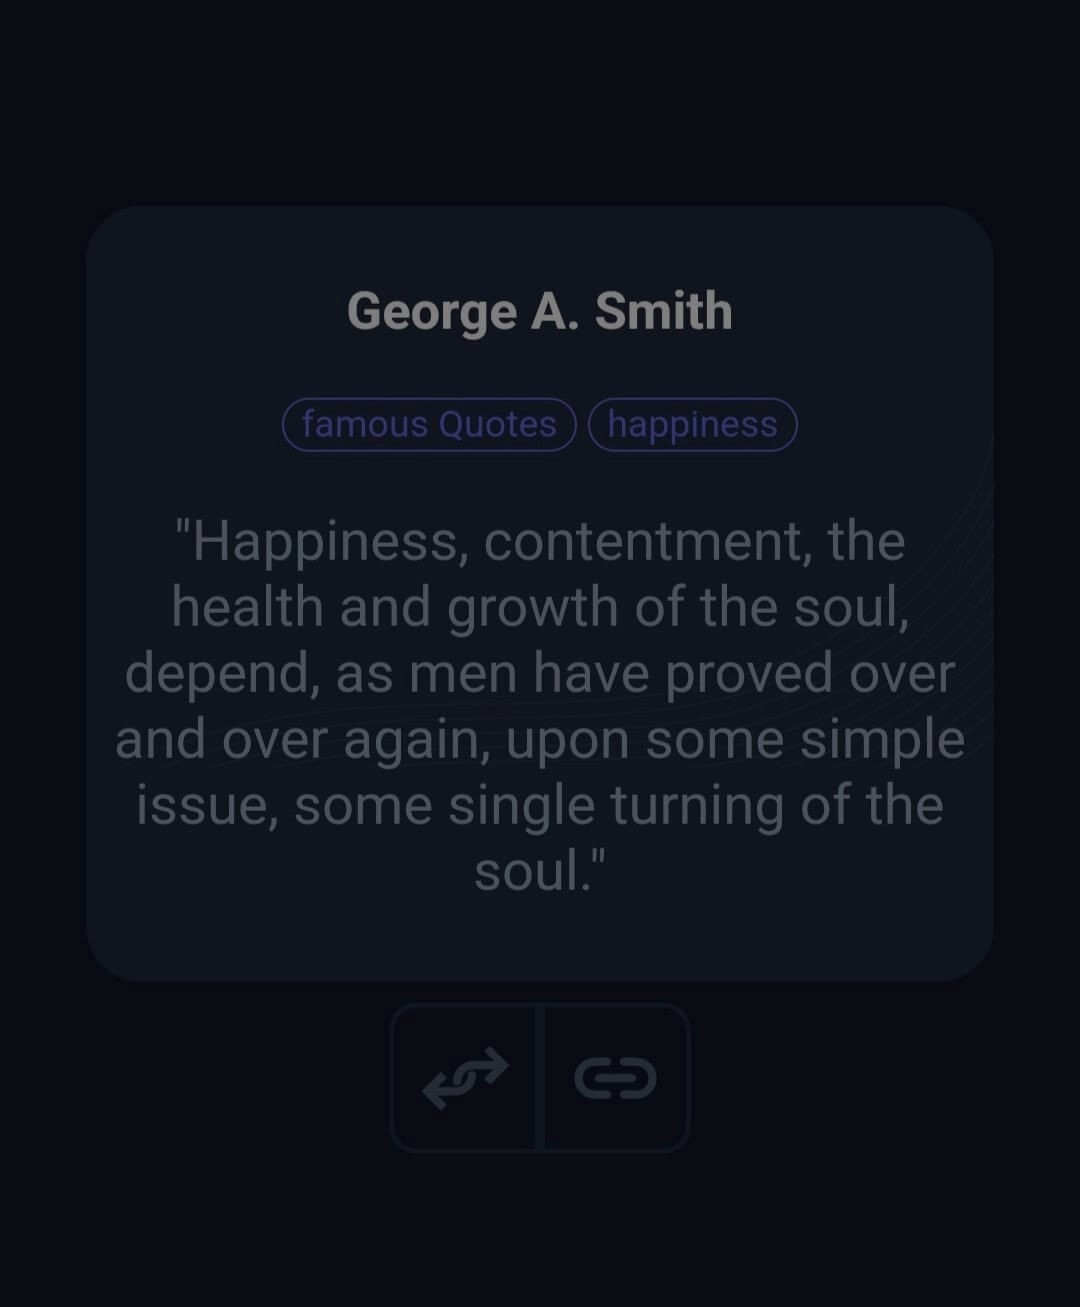 George A. Smith
famous Quotes happiness
"Happiness, contentment, the
health and growth of the soul,
depend, as men have proved over
and over again, upon some simple
issue, some single turning of the
soul."